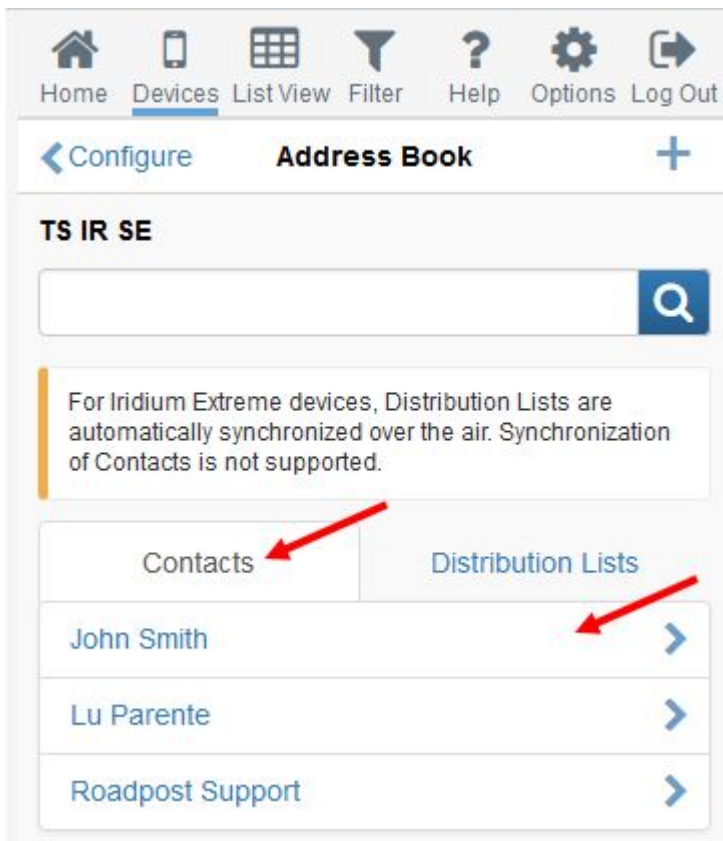 Home Devices List View Filter Help Options Log Out
Configure Address Book
TS IR SE
For Iridium Extreme devices, Distribution Lists are
automatically synchronized over the air. Synchronization
of Contacts is not supported.
Contacts Distribution Lists
John Smith
Lu Parente
Roadpost Support